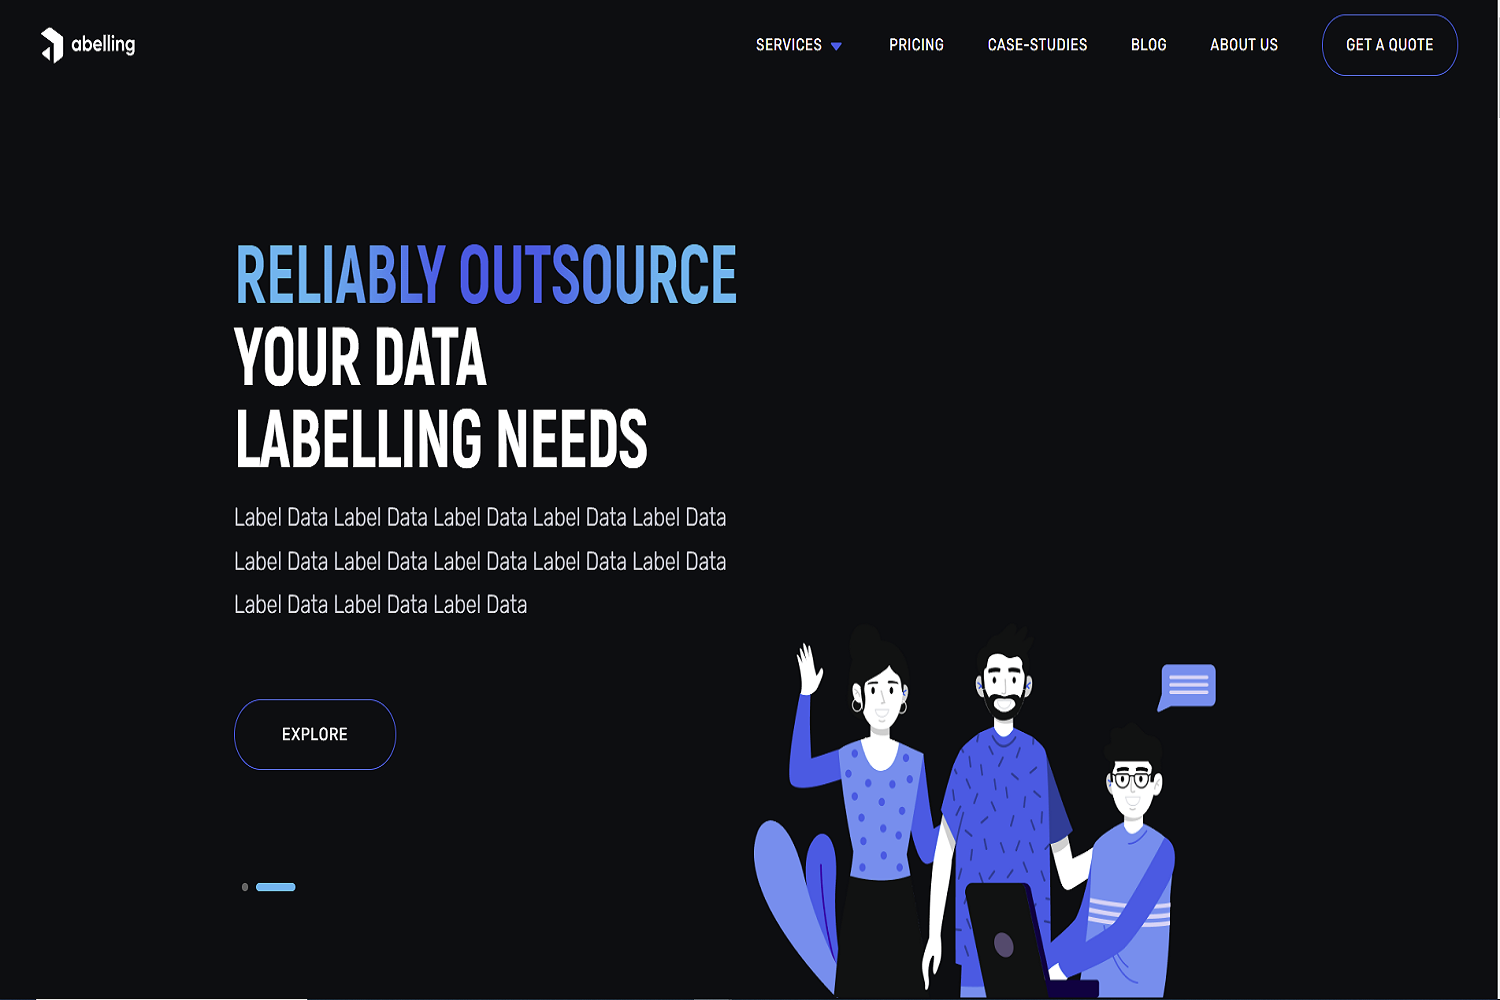 abelling
SERVICES
PRICING
CASE-STUDIES
BLOG
ABOUT US
GET A QUOTE
RELIABLY OUTSOURCE
YOUR DATA
LABELLING NEEDS
Label Data Label Data Label Data Label Data Label Data
Label Data Label Data Label Data Label Data Label Data
Label Data Label Data Label Data
EXPLORE